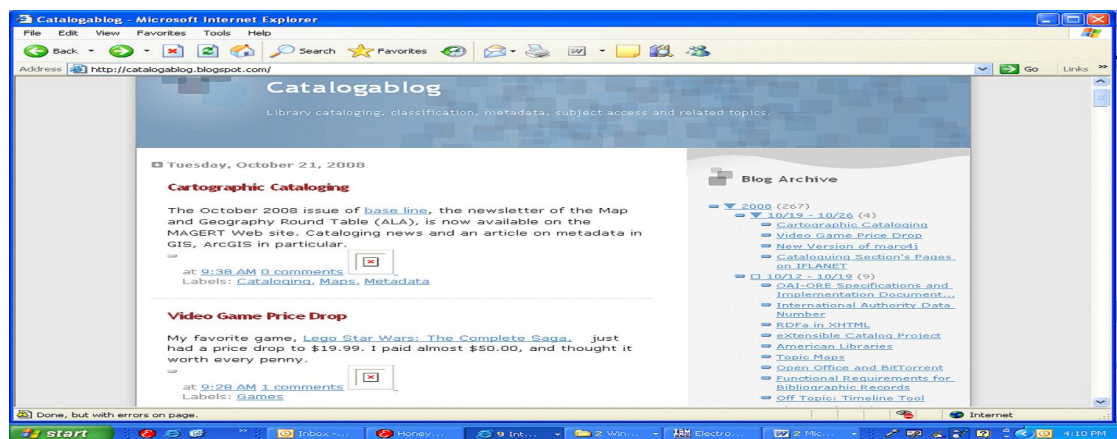 Catalogablog - Microsoft Internet Explorer
File Edit View Favorites Tools Help
Back Search Favorites
Address http://catalogablog.blogspot.com/ Go Links »
Catalogablog
Library cataloging, classification, metadata, subject access and related topics.
Tuesday, October 21, 2008
Cartographic Cataloging
The October 2008 issue of base line, the newsletter of the Map
and Geography Round Table (ALA), is now available on the
MAGERT Web site. Cataloging news and an article on metadata in
GIS, ArcGIS in particular.
at 9:38 AM 0 comments
Labels: Cataloging, Maps, Metadata
Video Game Price Drop
My favorite game, Lego Star Wars: The Complete Saga, just
had a price drop to $19.99. I paid almost $50.00, and thought it
worth every penny.
at 9:28 AM 1 comments
Labels: Games
Blog Archive
▼ 2008 (267)
▼ 10/19 - 10/26 (4)
Cartographic Cataloging
Video Game Price Drop
New Version of marc4j
Cataloguing Section's Pages
on IFLANET
10/12 - 10/19 (9)
OAI-ORE Specifications and
Implementation Document...
International Authority Data
Number
RDFa in XHTML
eXtensible Catalog Project
American Libraries
Topic Maps
Open Office and BitTorrent
Functional Requirements for
Bibliographic Records
Off Topic: Timeline Tool
Done, but with errors on page. Internet
start » Inbox -... Honey... 9 Int... 2 Win... Electro... 2 Mic... 4:10 PM